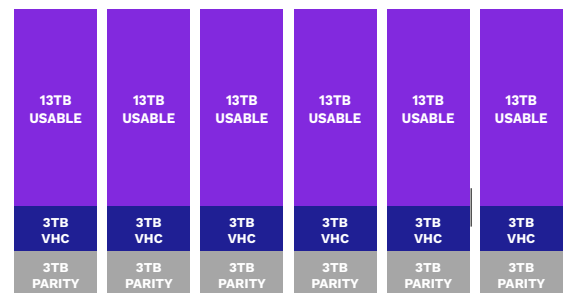 13TB 13TB 13TB 13TB 13TB 13TB
USABLE USABLE USABLE USABLE USABLE USABLE
3TB 3TB 3TB 3TB 3TB 3TB
VHC VHC VHC VHC VHC VHC
3TB 3TB 3TB 3TB 3TB 3TB
PARITY PARITY PARITY PARITY PARITY PARITY